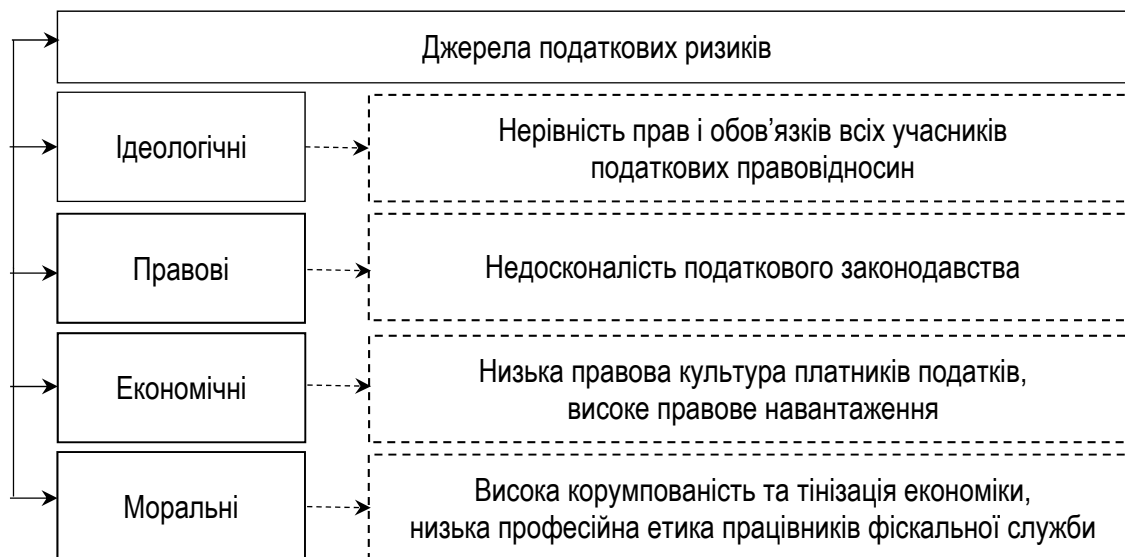 Джерела податкових ризиків
Ідеологічні
Нерівність прав і обов’язків всіх учасників
податкових правовідносин
Правові
Недосконалість податкового законодавства
Економічні
Низька правова культура платників податків,
високе правове навантаження
Моральні
Висока корумпованість та тінізація економіки,
низька професійна етика працівників фіскальної служби